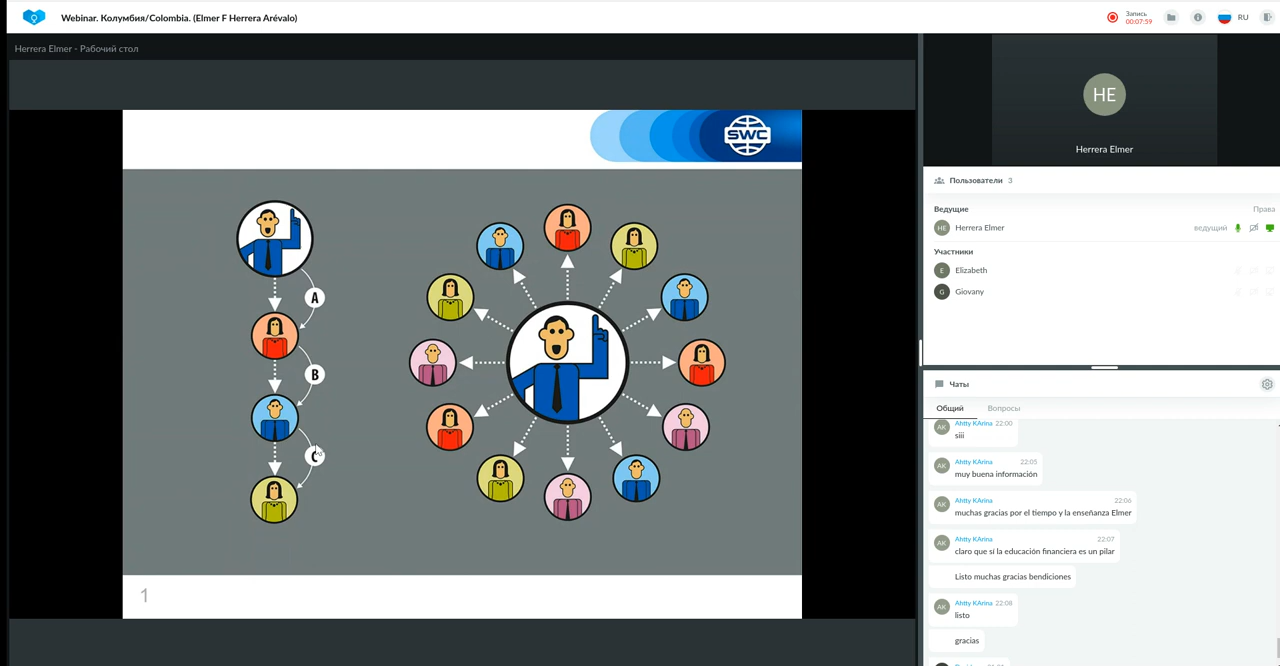 Webinar. Колумбия/Colombia. (Elmer F Herrera Arévalo)
Запись
00:07:59
RU
Herrera Elmer - Рабочий стол
SWC
A
B
C
1
HE
Herrera Elmer
Пользователи 3
Ведущие Права
HE Herrera Elmer ведущий
Участники
E Elizabeth
G Giovany
Чаты
Общий Вопросы
AK Ahtty KArina 22:00
siii
AK Ahtty KArina 22:05
muy buena información
AK Ahtty KArina 22:06
muchas gracias por el tiempo y la enseñanza Elmer
AK Ahtty KArina 22:07
claro que sí la educación financiera es un pilar
Listo muchas gracias bendiciones
AK Ahtty KArina 22:08
listo
gracias